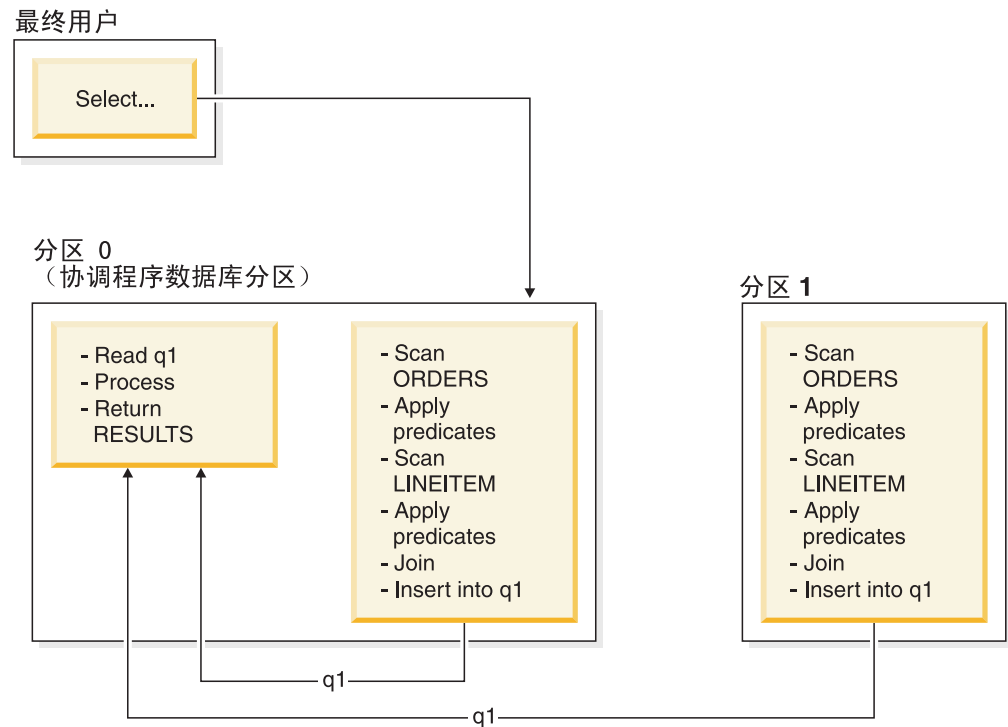 最终用户
Select...
分区 0
（协调程序数据库分区）
- Read q1
- Process
- Return
RESULTS
- Scan
ORDERS
- Apply
predicates
- Scan
LINEITEM
- Apply
predicates
- Join
- Insert into q1
分区 1
- Scan
ORDERS
- Apply
predicates
- Scan
LINEITEM
- Apply
predicates
- Join
- Insert into q1
q1
q1